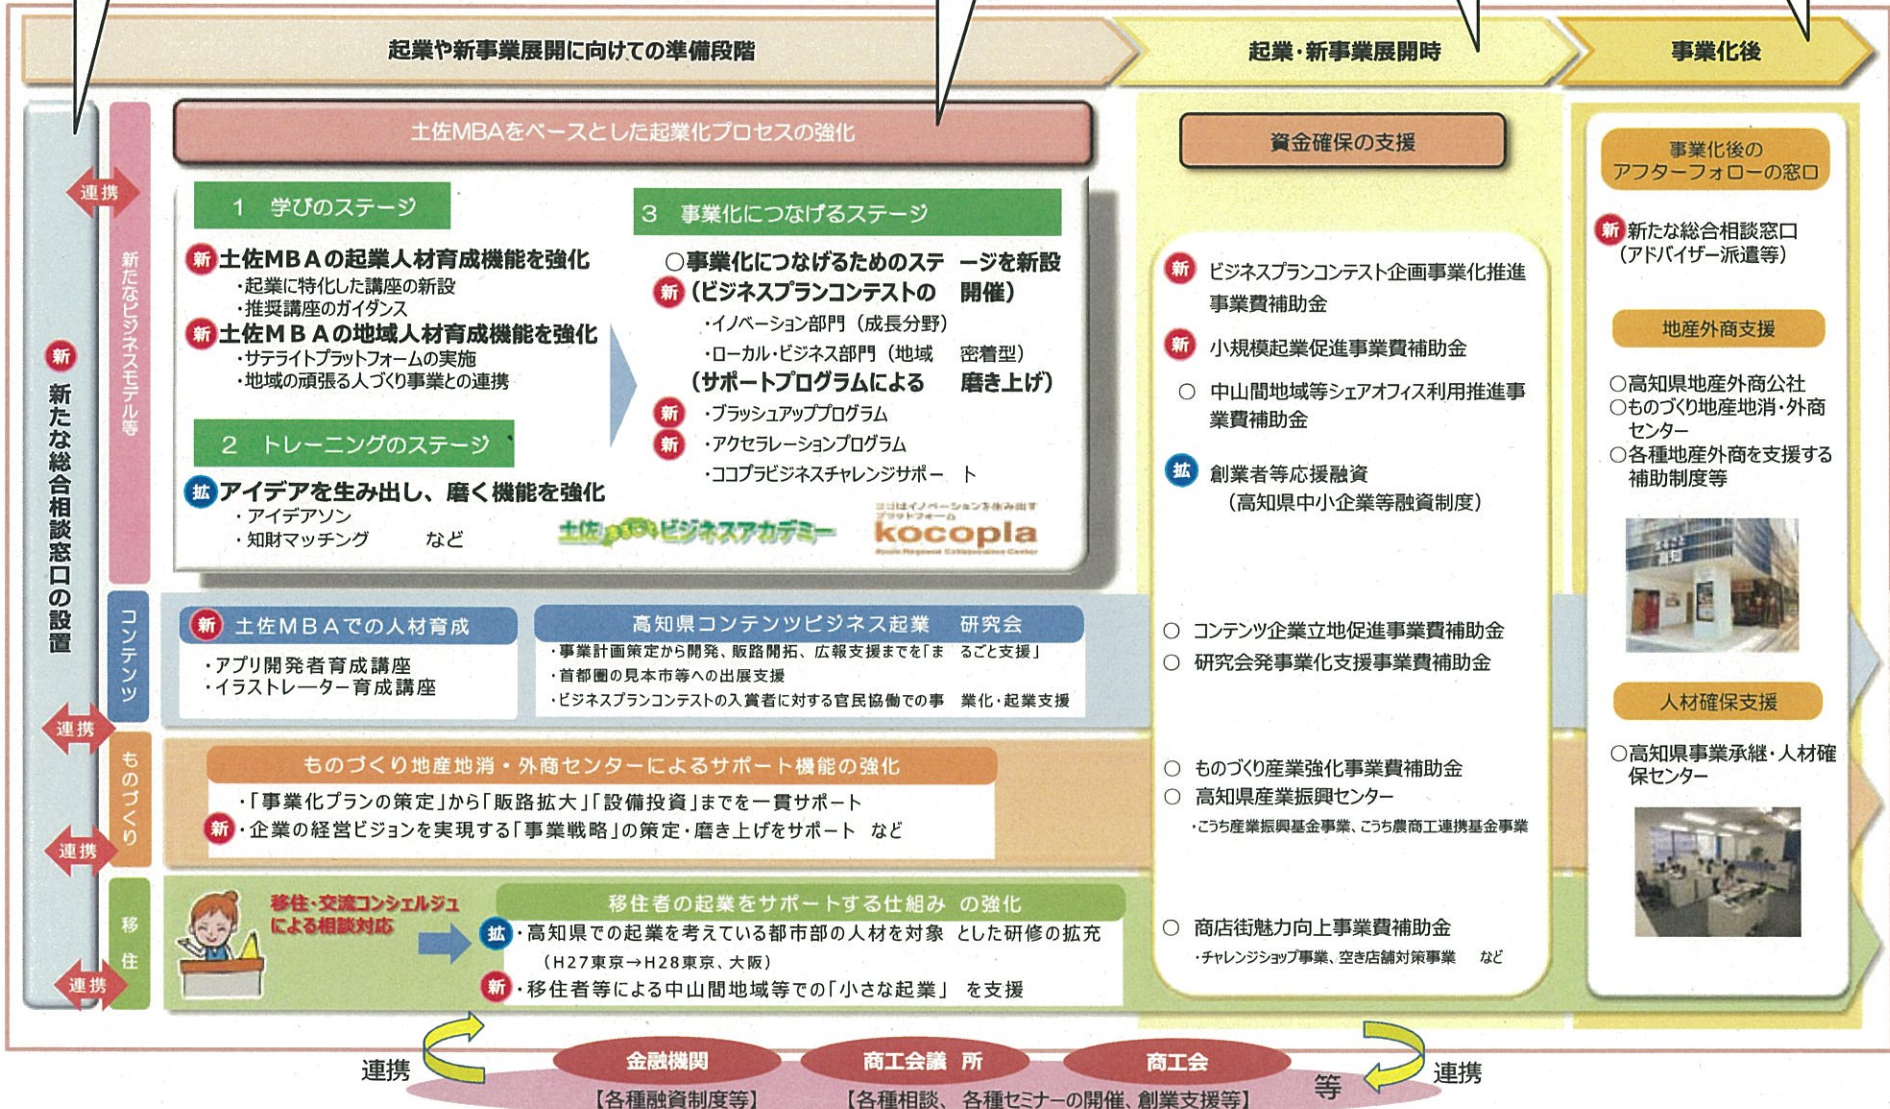 起業や新事業展開に向けての準備段階
起業・新事業展開時
事業化後
新
新たな総合相談窓口の設置
連携
連携
連携
連携
新たなビジネスモデル等
土佐MBAをベースとした起業化プロセスの強化
1 学びのステージ
新 土佐MBAの起業人材育成機能を強化
・起業に特化した講座の新設
・推奨講座のガイダンス
新 土佐MBAの地域人材育成機能を強化
・サテライトプラットフォームの実施
・地域の頑張る人づくり事業との連携
2 トレーニングのステージ
拡 アイデアを生み出し、磨く機能を強化
・アイデアソン
・知財マッチング など
3 事業化につなげるステージ
○事業化につなげるためのステ ージを新設
新 (ビジネスプランコンテストの 開催)
・イノベーション部門(成長分野)
・ローカル・ビジネス部門(地域 密着型)
(サポートプログラムによる 磨き上げ)
新 ・ブラッシュアッププログラム
新 ・アクセラレーションプログラム
・ココプラビジネスチャレンジサポー ト
土佐まるごとビジネスアカデミー
ココはイノベーションを生み出す
プラットフォーム
kocopla
コンテンツ
新 土佐MBAでの人材育成
・アプリ開発者育成講座
・イラストレーター育成講座
高知県コンテンツビジネス起業 研究会
・事業計画策定から開発、販路開拓、広報支援までを「ま るごと支援」
・首都圏の見本市等への出展支援
・ビジネスプランコンテストの入賞者に対する官民協働での事 業化・起業支援
ものづくり
ものづくり地産地消・外商センターによるサポート機能の強化
・「事業化プランの策定」から「販路拡大」「設備投資」までを一貫サポート
新 ・企業の経営ビジョンを実現する「事業戦略」の策定・磨き上げをサポート など
移住
移住・交流コンシェルジュ
による相談対応
移住者の起業をサポートする仕組み の強化
拡 ・高知県での起業を考えている都市部の人材を対象 とした研修の拡充
(H27東京→H28東京、大阪)
新 ・移住者等による中山間地域等での「小さな起業」 を支援
資金確保の支援
新 ビジネスプランコンテスト企画事業化推進
事業費補助金
新 小規模起業促進事業費補助金
○ 中山間地域等シェアオフィス利用推進事
業費補助金
拡 創業者等応援融資
(高知県中小企業等融資制度)
○ コンテンツ企業立地促進事業費補助金
○ 研究会発事業化支援事業費補助金
○ ものづくり産業強化事業費補助金
○ 高知県産業振興センター
・こうち産業振興基金事業、こうち農商工連携基金事業
○ 商店街魅力向上事業費補助金
・チャレンジショップ事業、空き店舗対策事業 など
事業化後の
アフターフォローの窓口
新 新たな総合相談窓口
(アドバイザー派遣等)
地産外商支援
○高知県地産外商公社
○ものづくり地産地消・外商
センター
○各種地産外商を支援する
補助制度等
人材確保支援
○高知県事業承継・人材確
保センター
連携
金融機関
商工会議 所
商工会
等
連携
【各種融資制度等】
【各種相談、各種セミナーの開催、創業支援等】